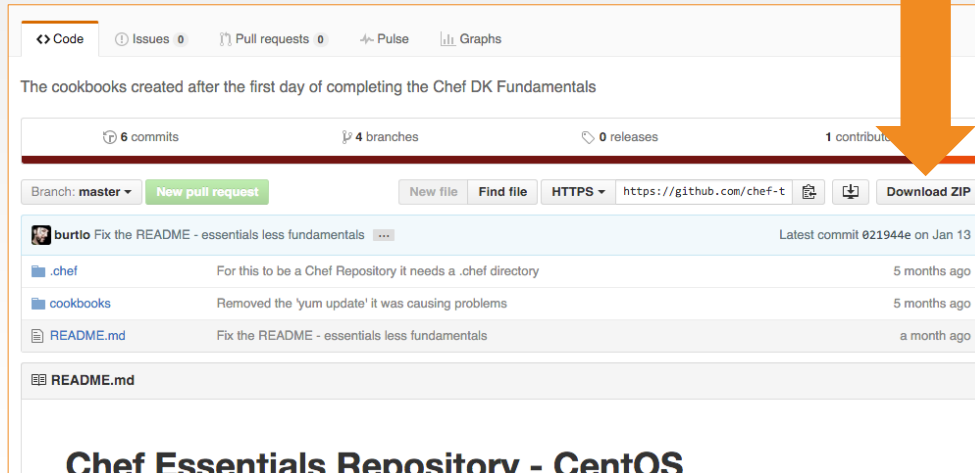 Code Issues 0 Pull requests 0 Pulse Graphs
The cookbooks created after the first day of completing the Chef DK Fundamentals
6 commits 4 branches 0 releases 1
Branch: master New pull request New file Find file HTTPS https://github.com/chef-t Download ZIP
burtlo Fix the README - essentials less fundamentals ... Latest commit 021944e on Jan 13
.chef For this to be a Chef Repository it needs a .chef directory 5 months ago
cookbooks Removed the 'yum update' it was causing problems 5 months ago
README.md Fix the README - essentials less fundamentals a month ago
README.md
Chef Essentials Repository - CentOS